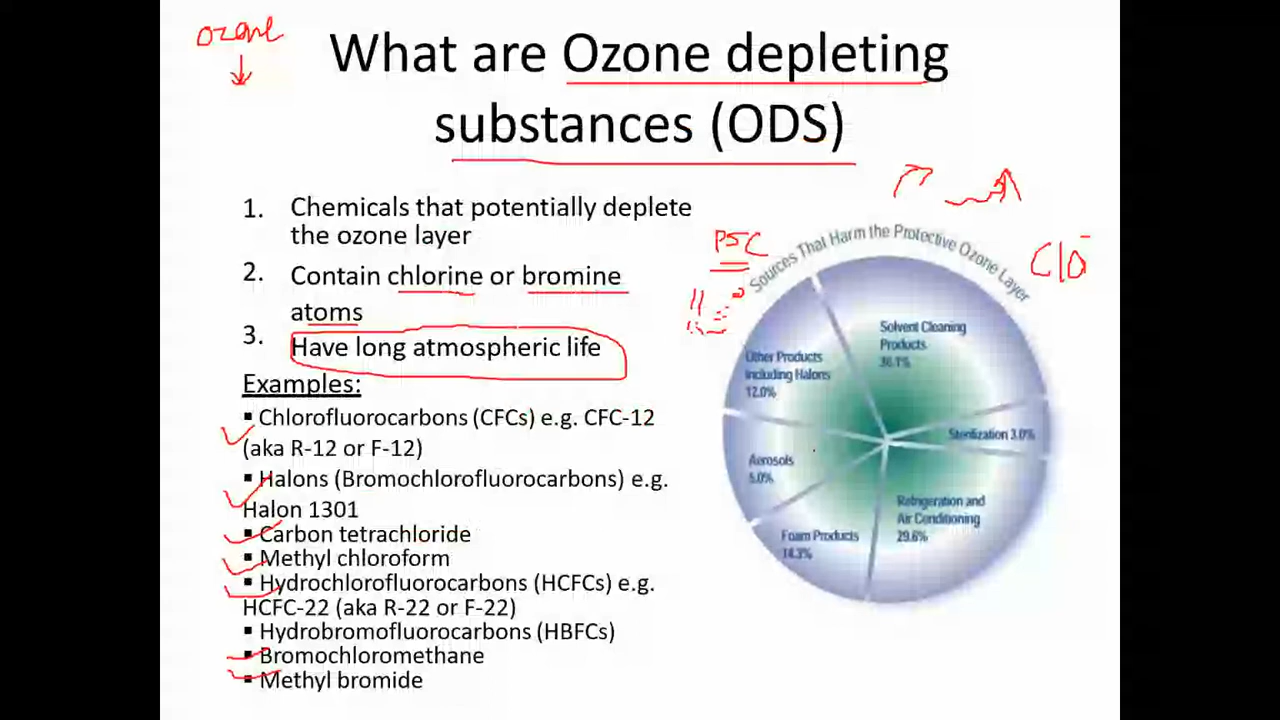 ozone
What are Ozone depleting
substances (ODS)
1. Chemicals that potentially deplete
the ozone layer
2. Contain chlorine or bromine
atoms
3. Have long atmospheric life
Examples:
▪ Chlorofluorocarbons (CFCs) e.g. CFC-12
(aka R-12 or F-12)
▪ Halons (Bromochlorofluorocarbons) e.g.
Halon 1301
▪ Carbon tetrachloride
▪ Methyl chloroform
▪ Hydrochlorofluorocarbons (HCFCs) e.g.
HCFC-22 (aka R-22 or F-22)
▪ Hydrobromofluorocarbons (HBFCs)
▪ Bromochloromethane
▪ Methyl bromide
PSC
Sources That Harm the Protective Ozone Layer
ClO
Solvent Cleaning
Products
36.1%
Other Products
Including Halons
12.0%
Sterilization 3.0%
Aerosols
5.0%
Refrigeration and
Air Conditioning
29.6%
Foam Products
14.3%